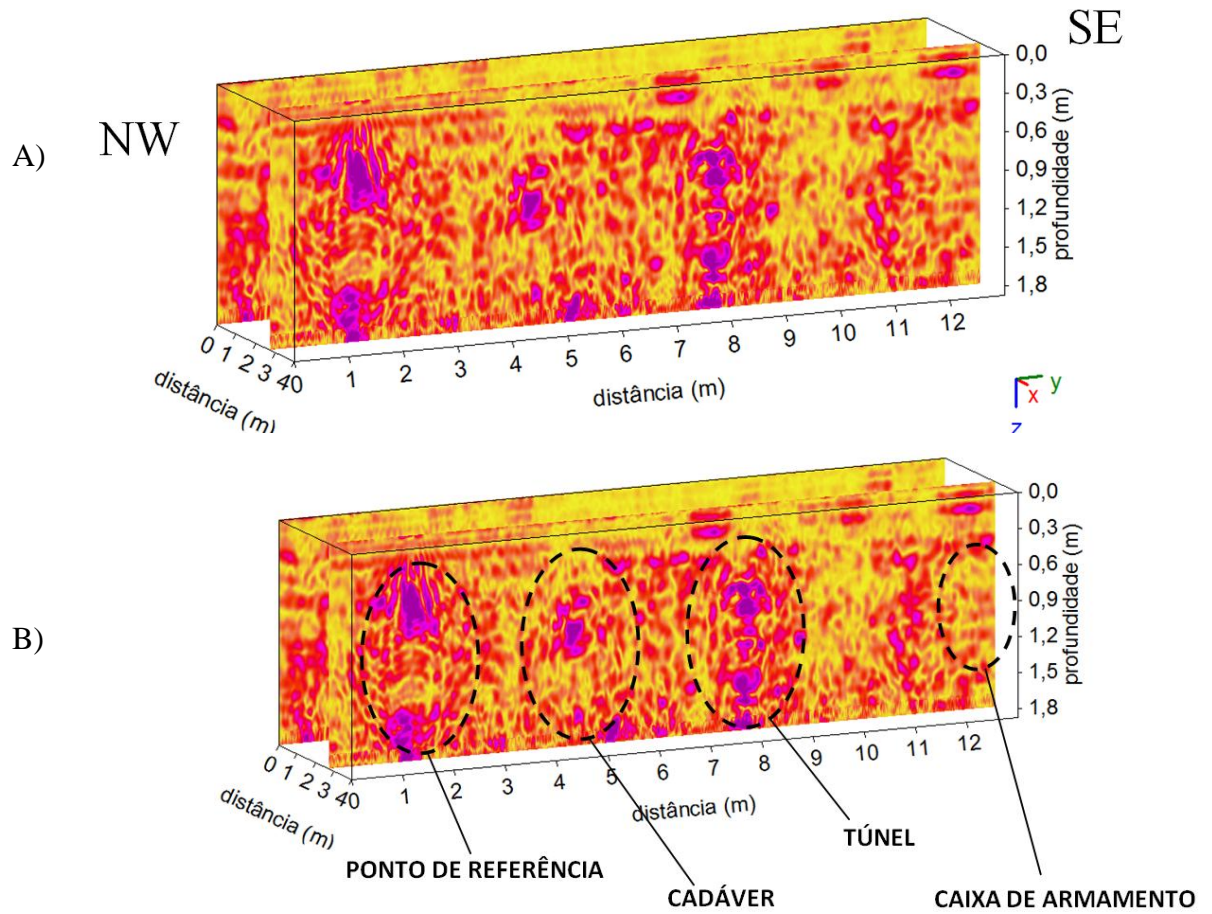 SE
NW
A)
0,0
0,3
0,6
0,9
1,2
1,5
1,8
profundidade (m)
0 1 2 3 40
distância (m)
1 2 3 4 5 6 7 8 9 10 11 12
distância (m)
y
x
z
B)
0,0
0,3
0,6
0,9
1,2
1,5
1,8
profundidade (m)
0 1 2 3 40
distância (m)
1 2 3 4 5 6 7 8 9 10 11 12
distância (m)
TÚNEL
PONTO DE REFERÊNCIA
CADÁVER
CAIXA DE ARMAMENTO